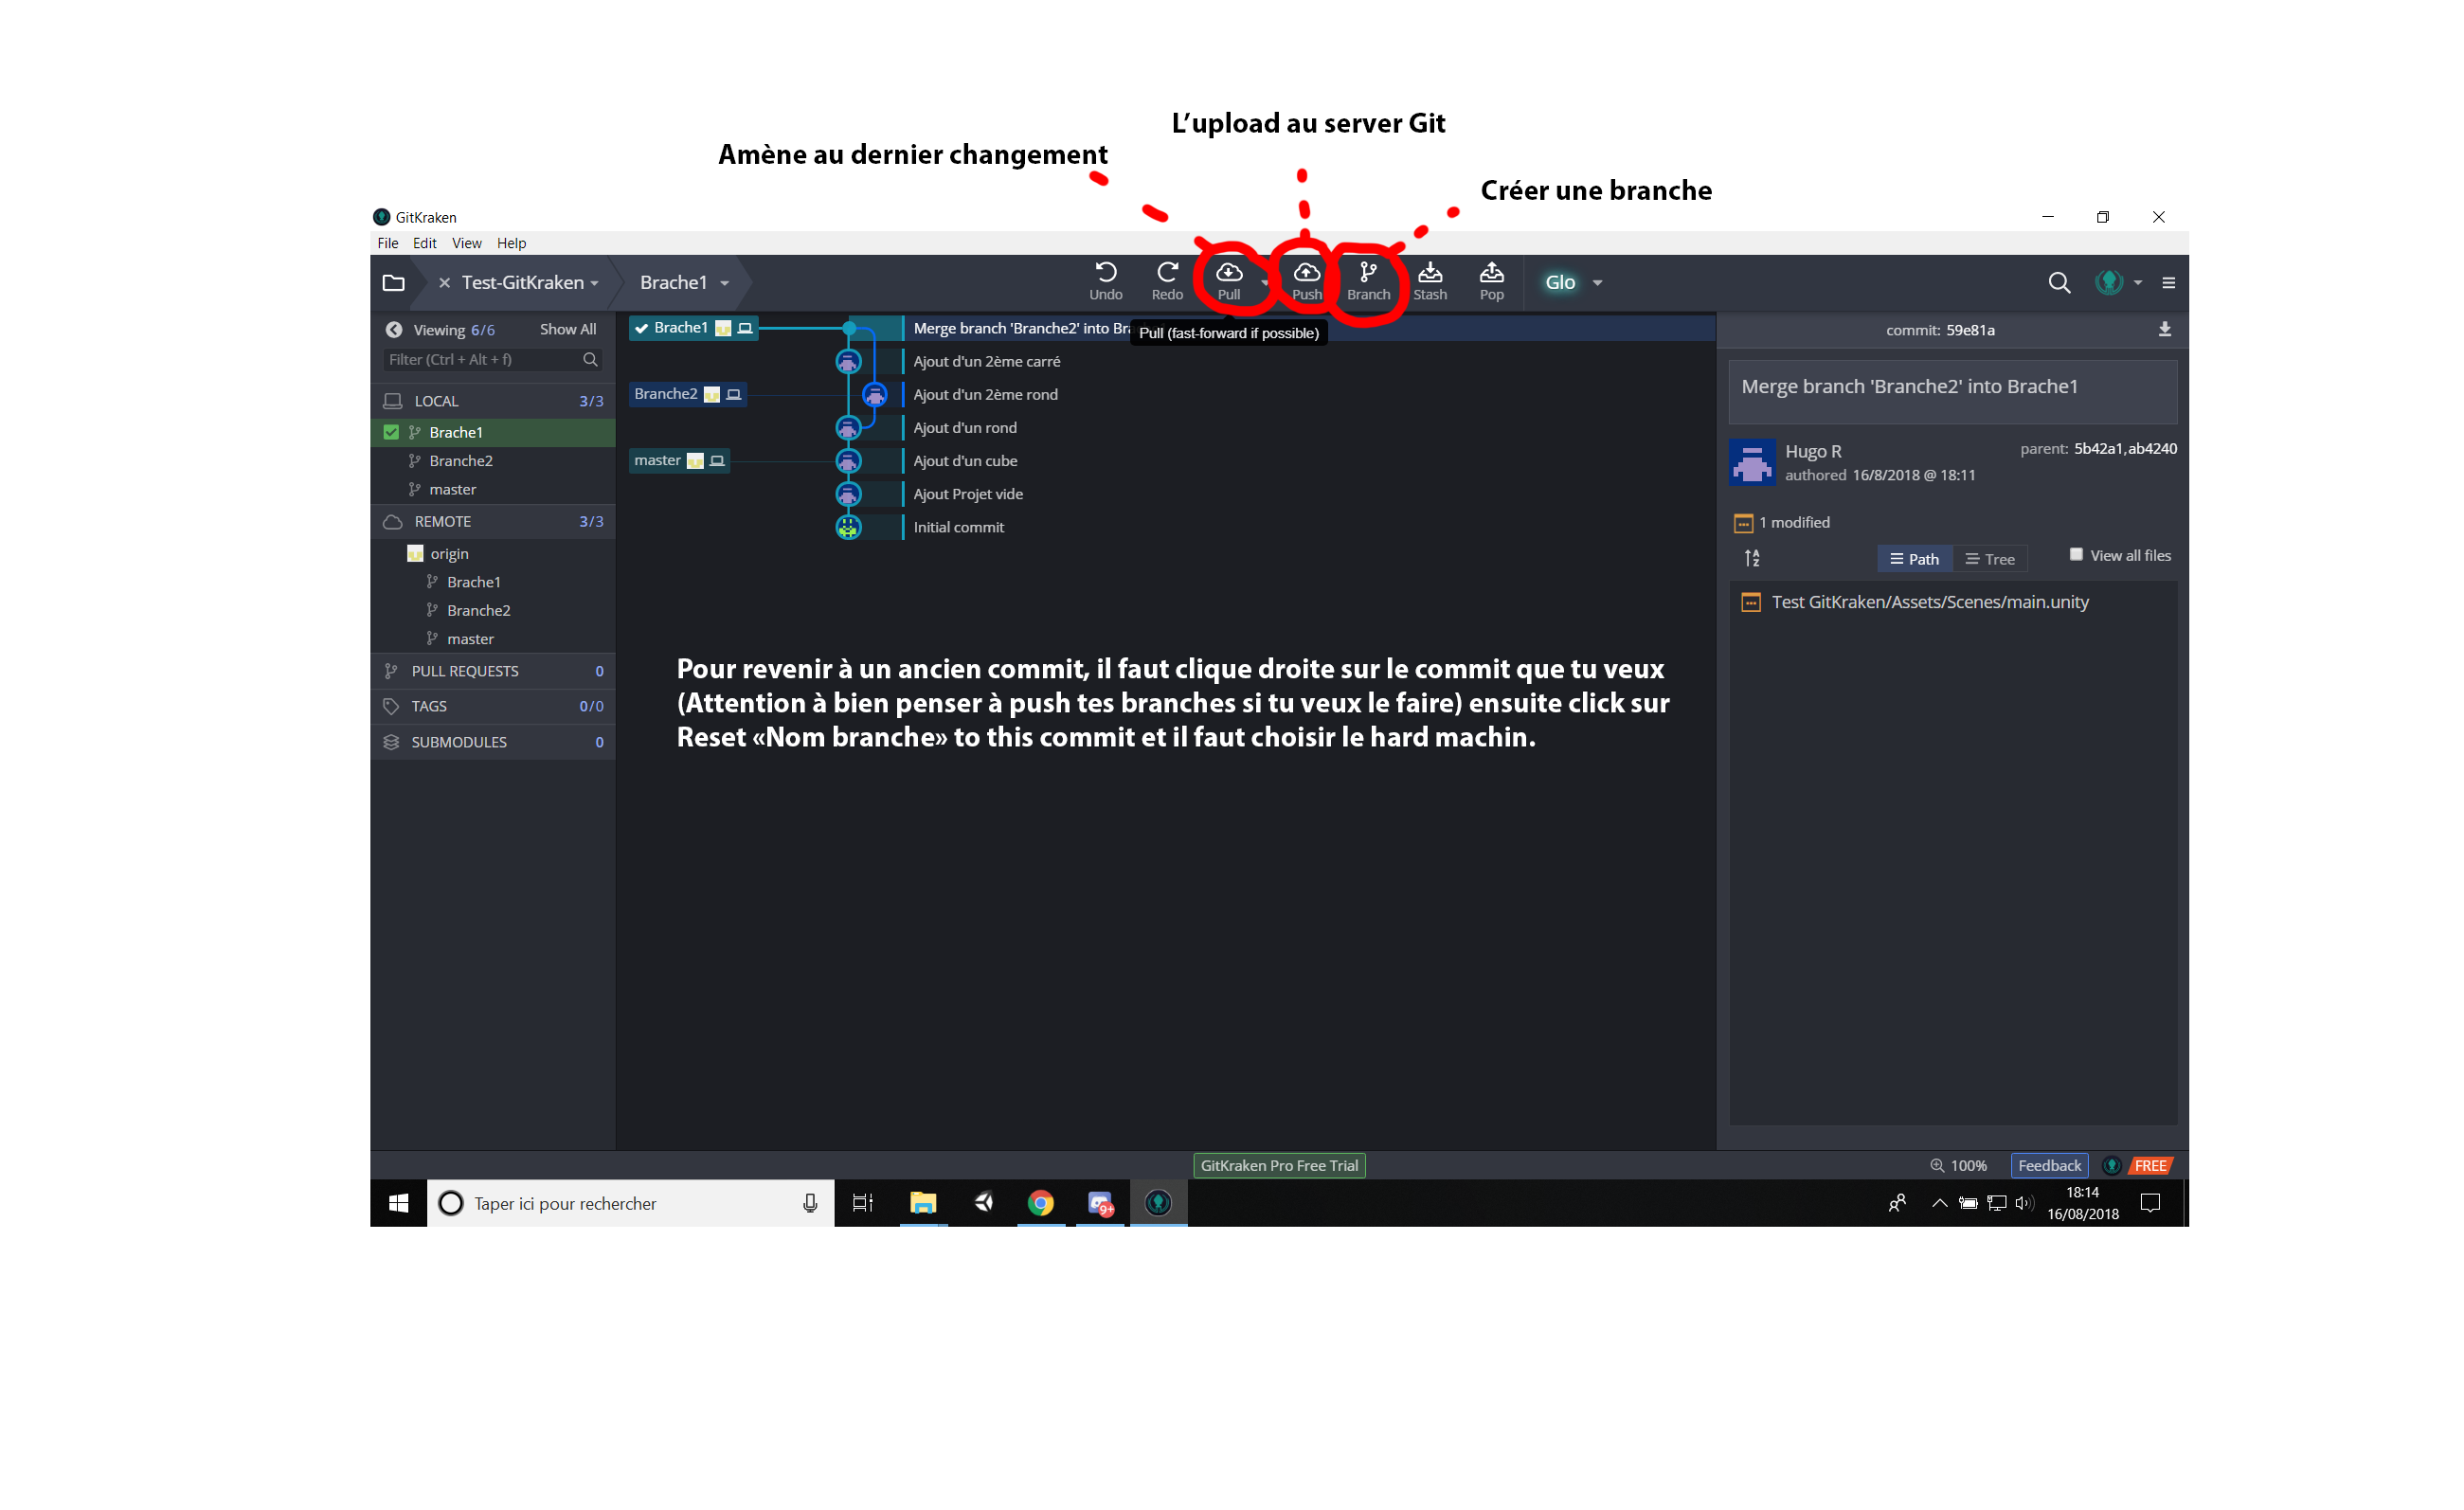 L'upload au server Git
Amène au dernier changement
Créer une branche
GitKraken
File Edit View Help
Test-GitKraken
Brache1
Undo
Redo
Pull
Push
Branch
Stash
Pop
Glo
Viewing 6/6 Show All
Filter (Ctrl + Alt + f)
LOCAL 3/3
Brache1
Branche2
master
REMOTE 3/3
origin
Brache1
Branche2
master
PULL REQUESTS 0
TAGS 0/0
SUBMODULES 0
Brache1 Merge branch 'Branche2' into Bra
Pull (fast-forward if possible)
Ajout d'un 2ème carré
Branche2 Ajout d'un 2ème rond
Ajout d'un rond
master Ajout d'un cube
Ajout Projet vide
Initial commit
Pour revenir à un ancien commit, il faut clique droite sur le commit que tu veux
(Attention à bien penser à push tes branches si tu veux le faire) ensuite click sur
Reset «Nom branche» to this commit et il faut choisir le hard machin.
commit: 59e81a
Merge branch 'Branche2' into Brache1
Hugo R
parent: 5b42a1,ab4240
authored 16/8/2018 @ 18:11
1 modified
Path Tree View all files
Test GitKraken/Assets/Scenes/main.unity
GitKraken Pro Free Trial
100%
Feedback
FREE
Taper ici pour rechercher
9+
18:14
16/08/2018